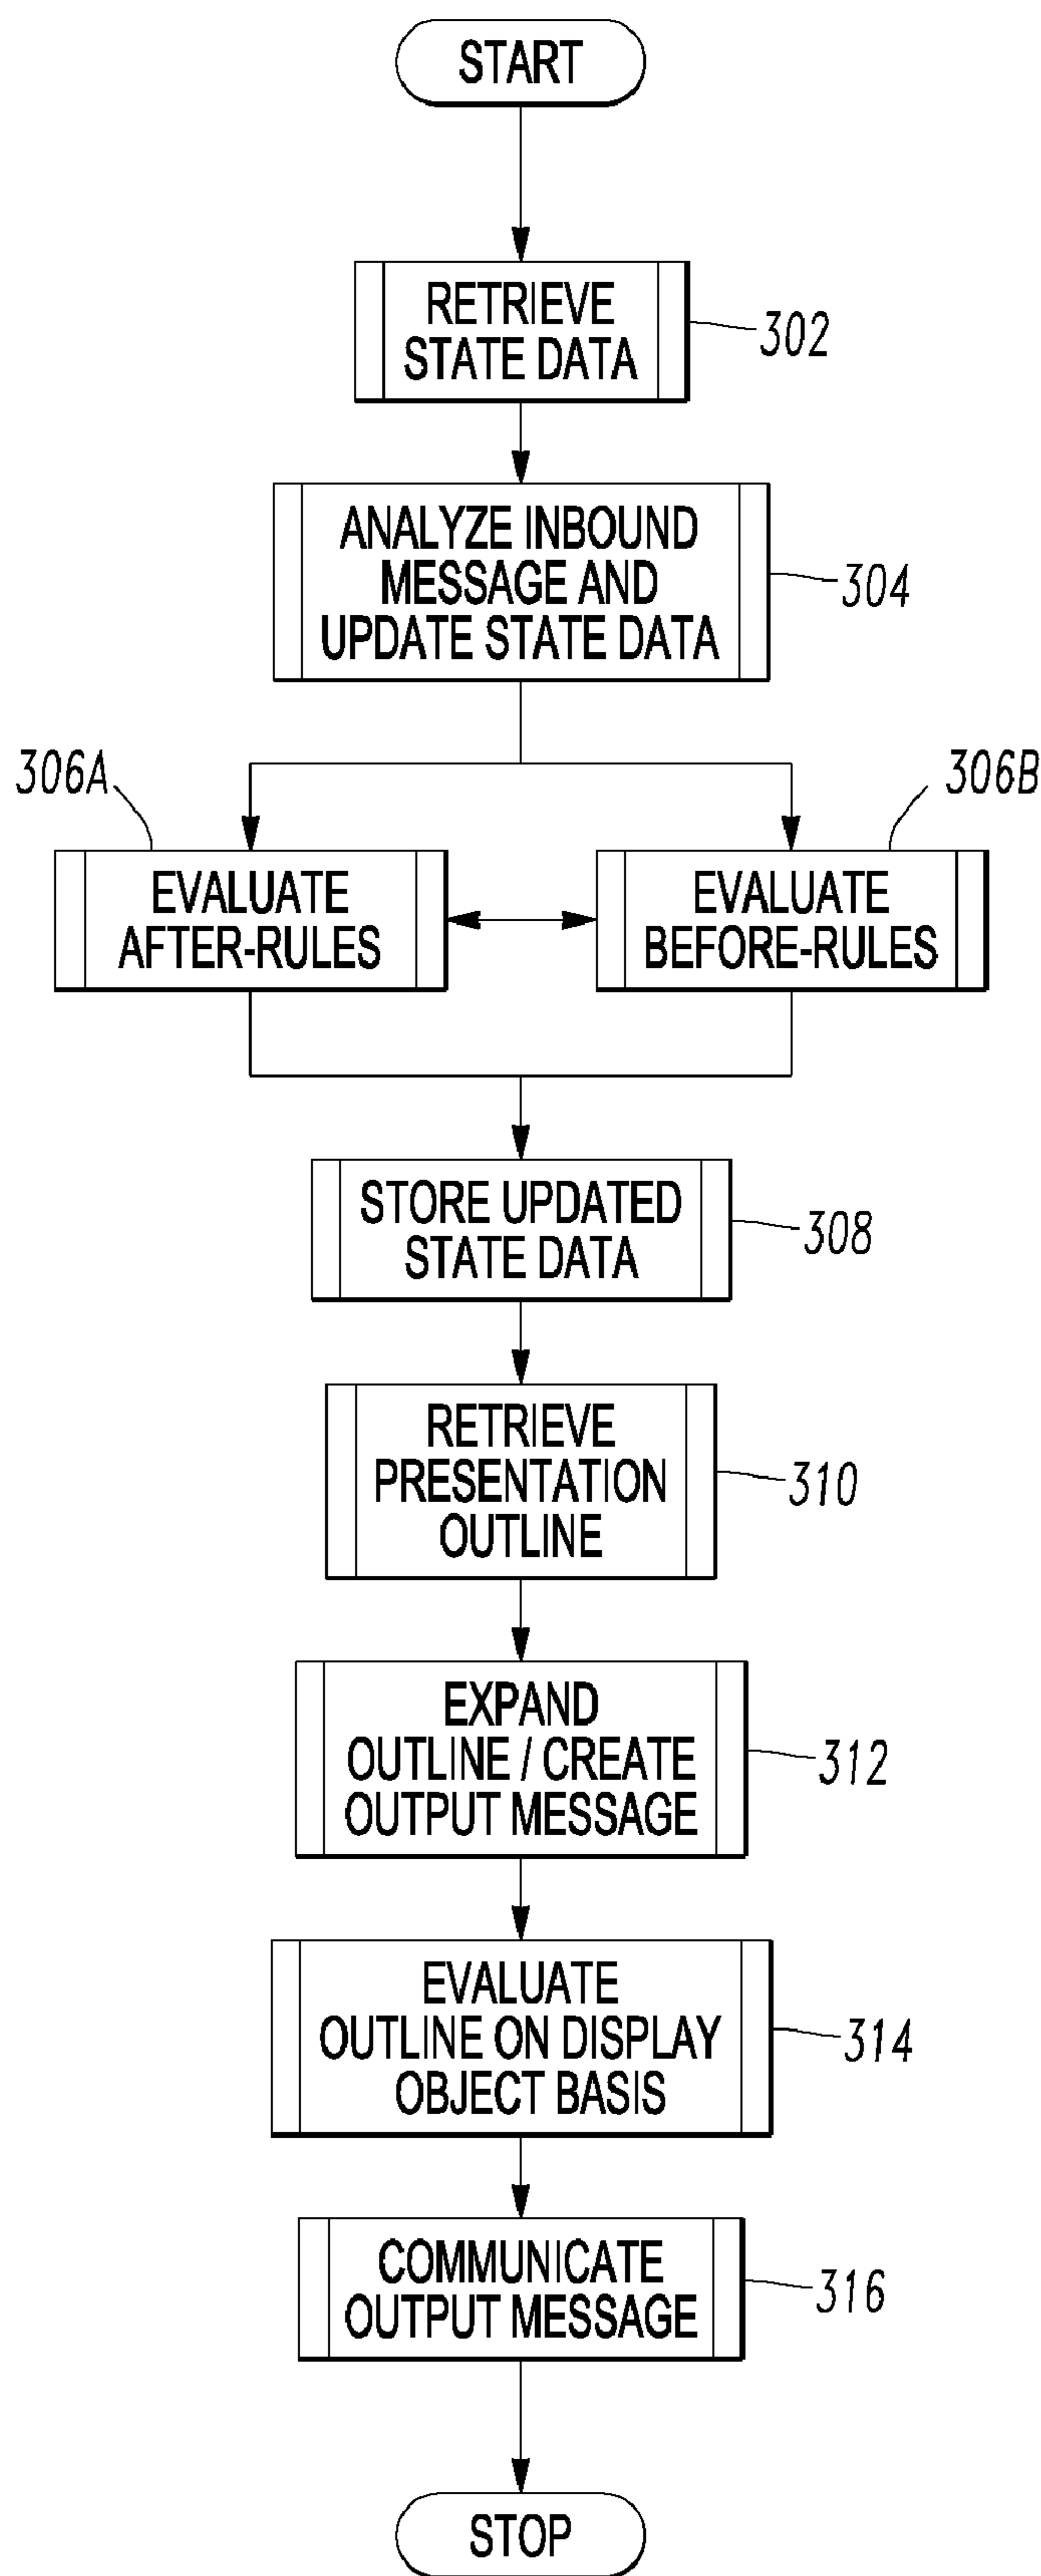 START
RETRIEVE
STATE DATA
302
ANALYZE INBOUND
MESSAGE AND
UPDATE STATE DATA
304
306A
306B
EVALUATE
AFTER-RULES
EVALUATE
BEFORE-RULES
STORE UPDATED
STATE DATA
308
RETRIEVE
PRESENTATION
OUTLINE
310
EXPAND
OUTLINE / CREATE
OUTPUT MESSAGE
312
EVALUATE
OUTLINE ON DISPLAY
OBJECT BASIS
314
COMMUNICATE
OUTPUT MESSAGE
316
STOP